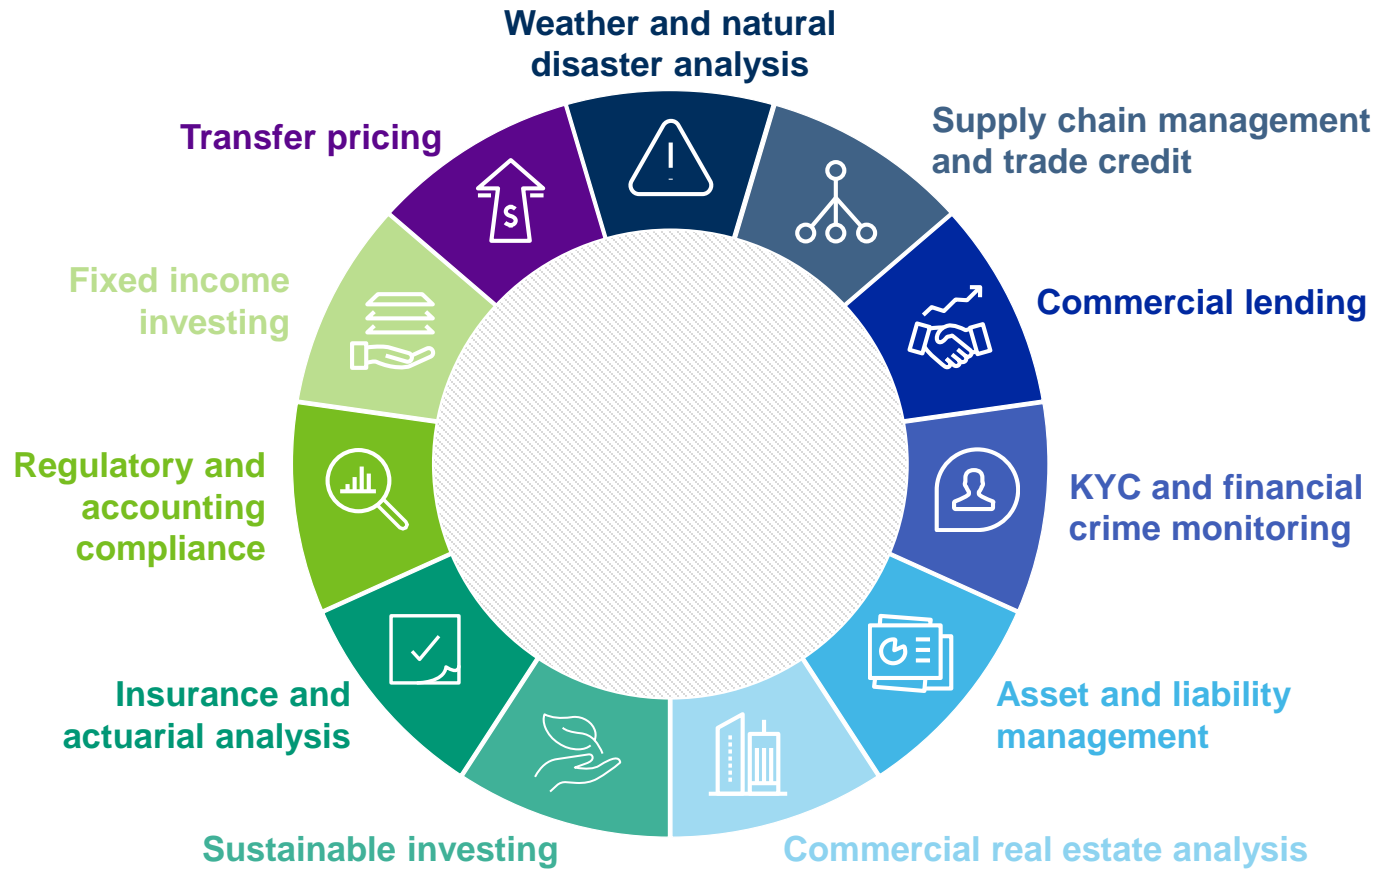 Weather and natural
disaster analysis
Supply chain management
and trade credit
Commercial lending
KYC and financial
crime monitoring
Asset and liability
management
Commercial real estate analysis
Sustainable investing
Insurance and
actuarial analysis
Regulatory and
accounting
compliance
Fixed income
investing
Transfer pricing
$